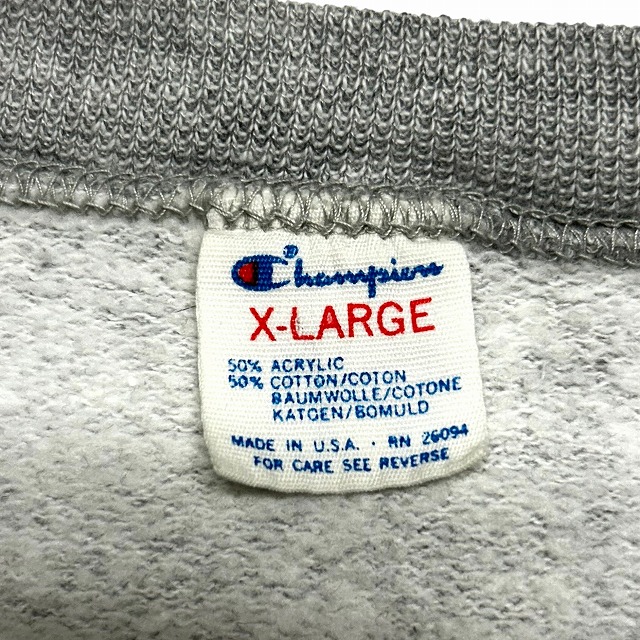 Champion®
X-LARGE
50% ACRYLIC
50% COTTON/COTON
BAUMWOLLE/COTONE
KATOEN/BOMULD
MADE IN U.S.A. · RN 26094
FOR CARE SEE REVERSE